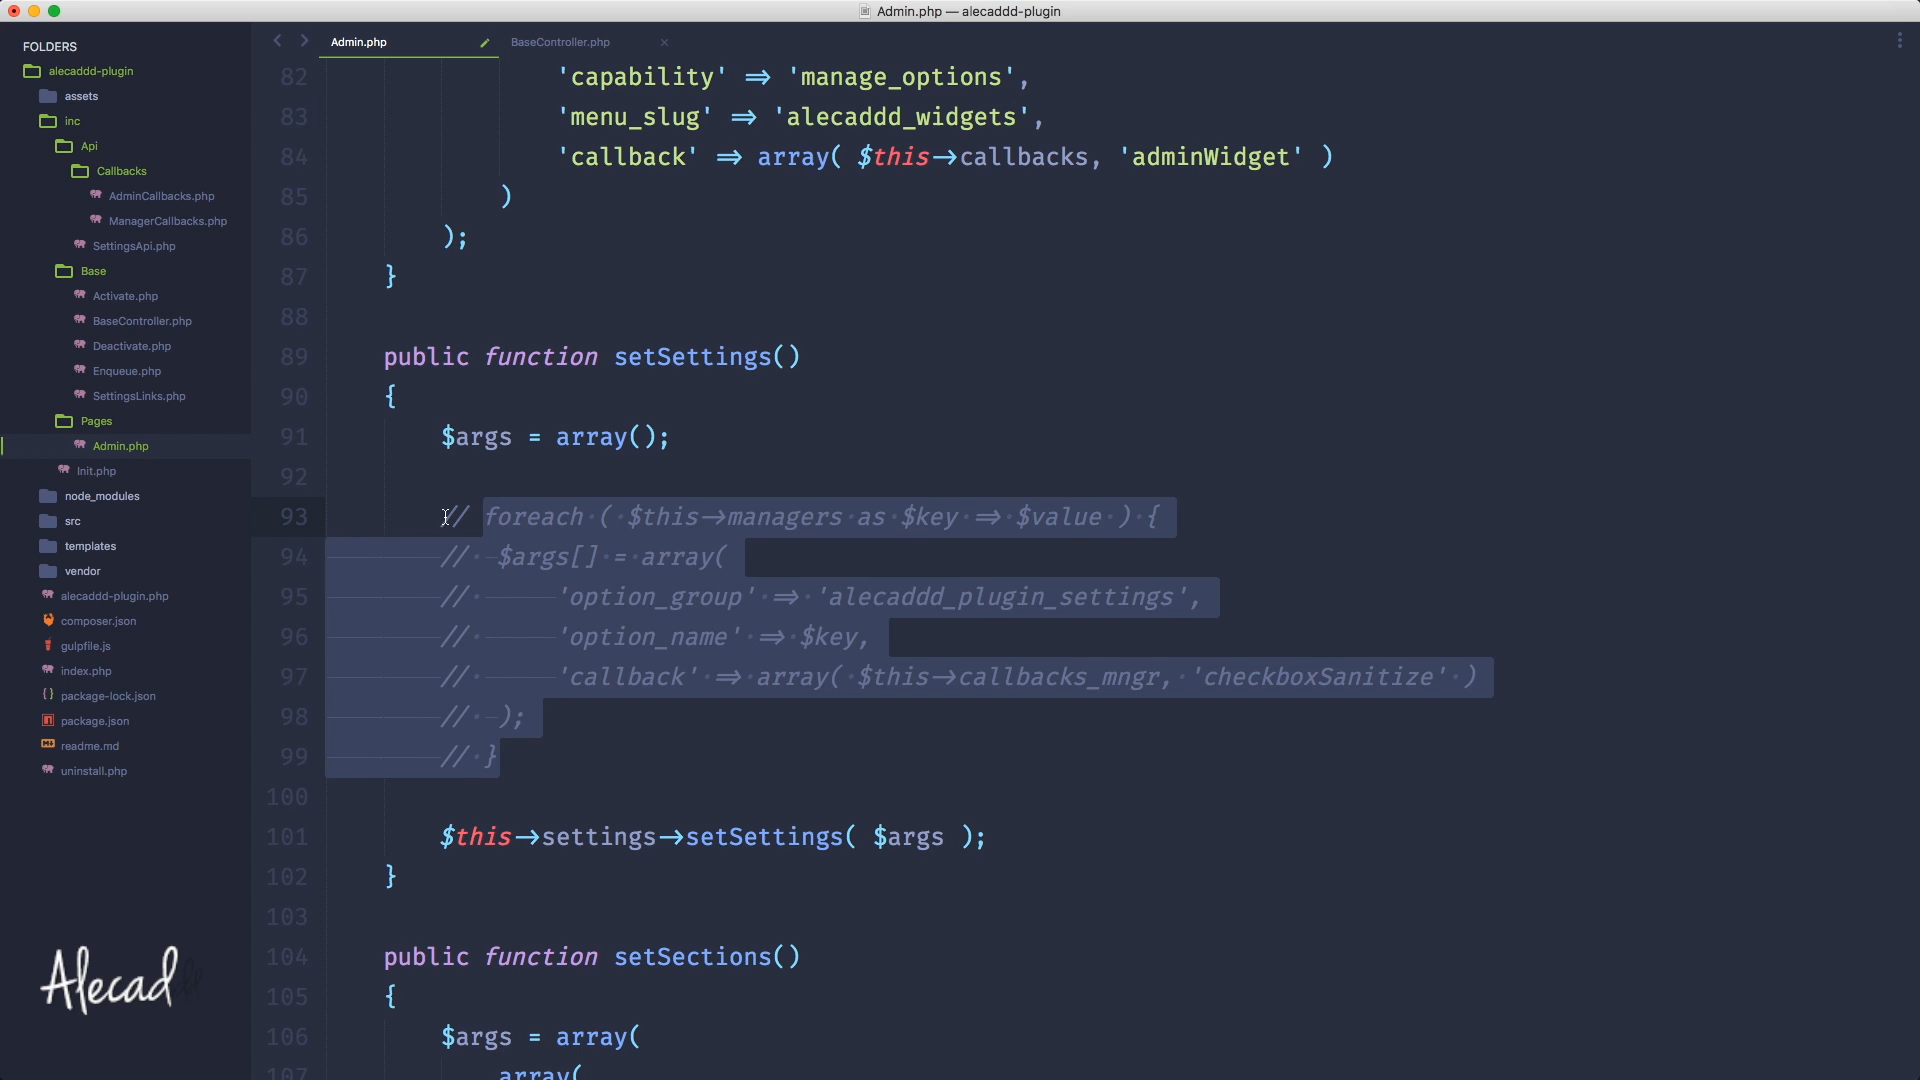 Admin.php — alecaddd-plugin
FOLDERS
alecaddd-plugin
assets
inc
Api
Callbacks
AdminCallbacks.php
ManagerCallbacks.php
SettingsApi.php
Base
Activate.php
BaseController.php
Deactivate.php
Enqueue.php
SettingsLinks.php
Pages
Admin.php
Init.php
node_modules
src
templates
vendor
alecaddd-plugin.php
composer.json
gulpfile.js
index.php
package-lock.json
package.json
readme.md
uninstall.php
Alecad
Admin.php
BaseController.php
82 'capability' => 'manage_options',
83 'menu_slug' => 'alecaddd_widgets',
84 'callback' => array( $this->callbacks, 'adminWidget' )
85 )
86 );
87 }
88
89 public function setSettings()
90 {
91 $args = array();
92
93 // foreach ( $this->managers as $key => $value ) {
94 // $args[] = array(
95 // 'option_group' => 'alecaddd_plugin_settings',
96 // 'option_name' => $key,
97 // 'callback' => array( $this->callbacks_mngr, 'checkboxSanitize' )
98 // );
99 // }
100
101 $this->settings->setSettings( $args );
102 }
103
104 public function setSections()
105 {
106 $args = array(
107 array(